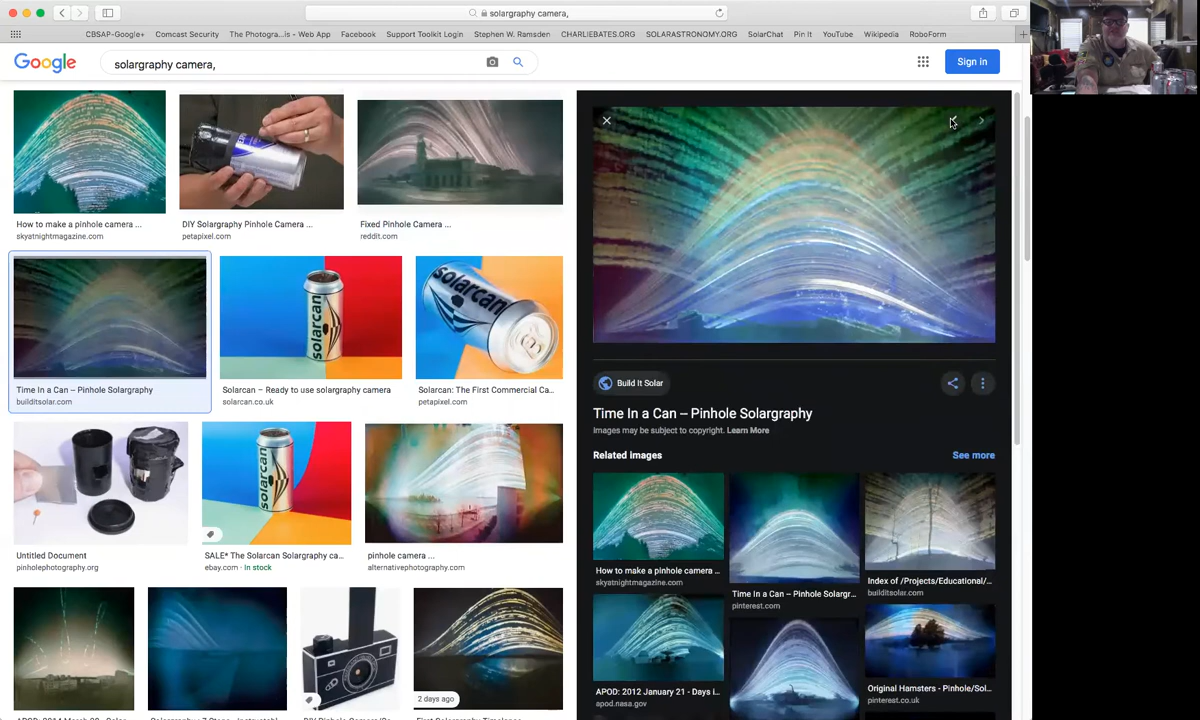 solargraphy camera,
CBSAP-Google+ Comcast Security The Photogra...is - Web App Facebook Support Toolkit Login Stephen W. Ramsden CHARLIEBATES.ORG SOLARASTRONOMY.ORG SolarChat Pin It YouTube Wikipedia RoboForm
Google
solargraphy camera,
Sign in
How to make a pinhole camera ...
skyatnightmagazine.com
DIY Solargraphy Pinhole Camera ...
petapixel.com
Fixed Pinhole Camera ...
reddit.com
solarcan
solarcan
Time In a Can – Pinhole Solargraphy
builditsolar.com
Solarcan – Ready to use solargraphy camera
solarcan.co.uk
Solarcan: The First Commercial Ca...
petapixel.com
solarcan
Untitled Document
pinholephotography.org
SALE* The Solarcan Solargraphy ca...
ebay.com · In stock
pinhole camera ...
alternativephotography.com
2 days ago
Build It Solar
Time In a Can – Pinhole Solargraphy
Images may be subject to copyright. Learn More
Related images
See more
How to make a pinhole camera ...
skyatnightmagazine.com
Time In a Can – Pinhole Solargr...
pinterest.com
Index of /Projects/Educational/...
builditsolar.com
APOD: 2012 January 21 - Days i...
apod.nasa.gov
Original Hamsters - Pinhole/Sol...
pinterest.co.uk